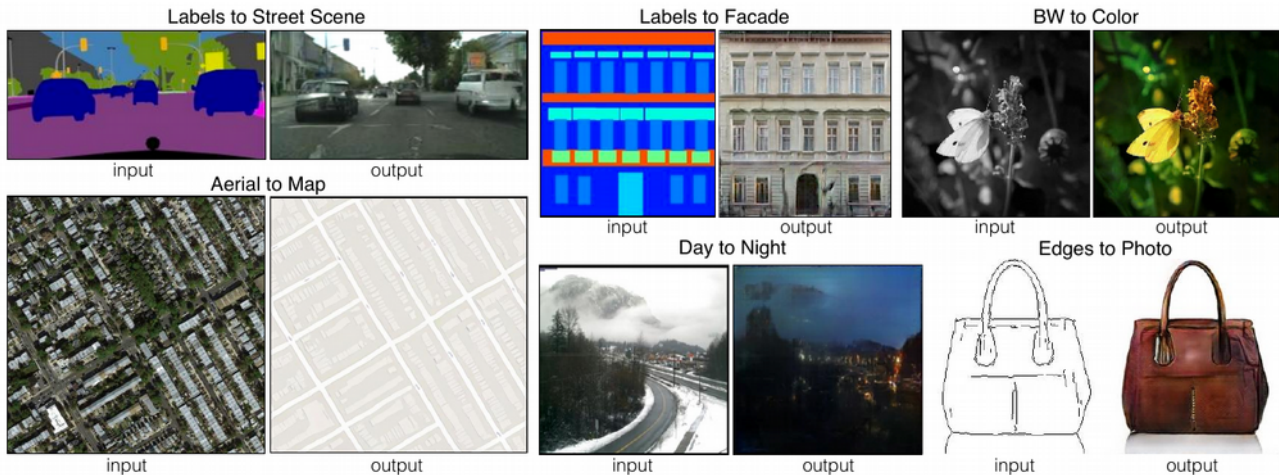 Labels to Street Scene
input
output
Aerial to Map
input
output
Labels to Facade
input
output
BW to Color
input
output
Day to Night
input
output
Edges to Photo
input
output